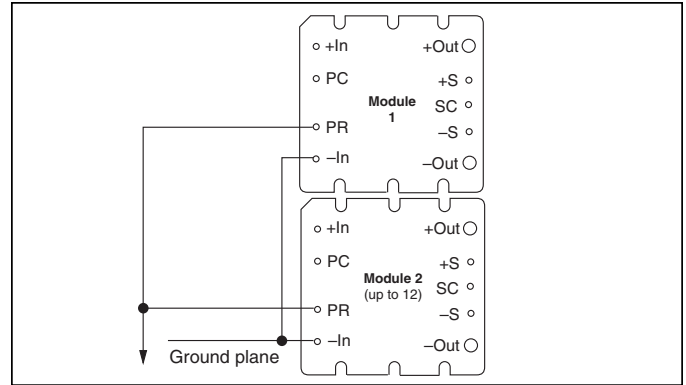 +In
+Out
PC
+S
Module
1
SC
PR
–S
–In
–Out
+In
+Out
PC
+S
Module 2
(up to 12)
SC
PR
–S
–In
–Out
Ground plane